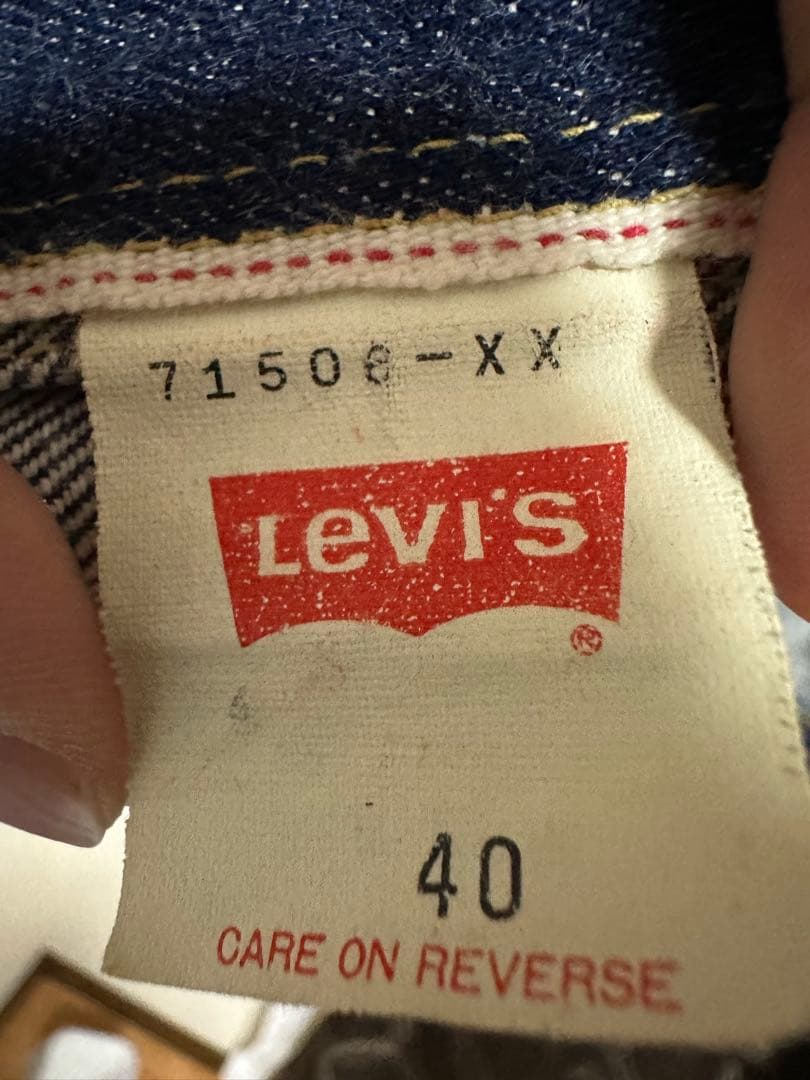 71506-XX
Levi's
®
40
CARE ON REVERSE